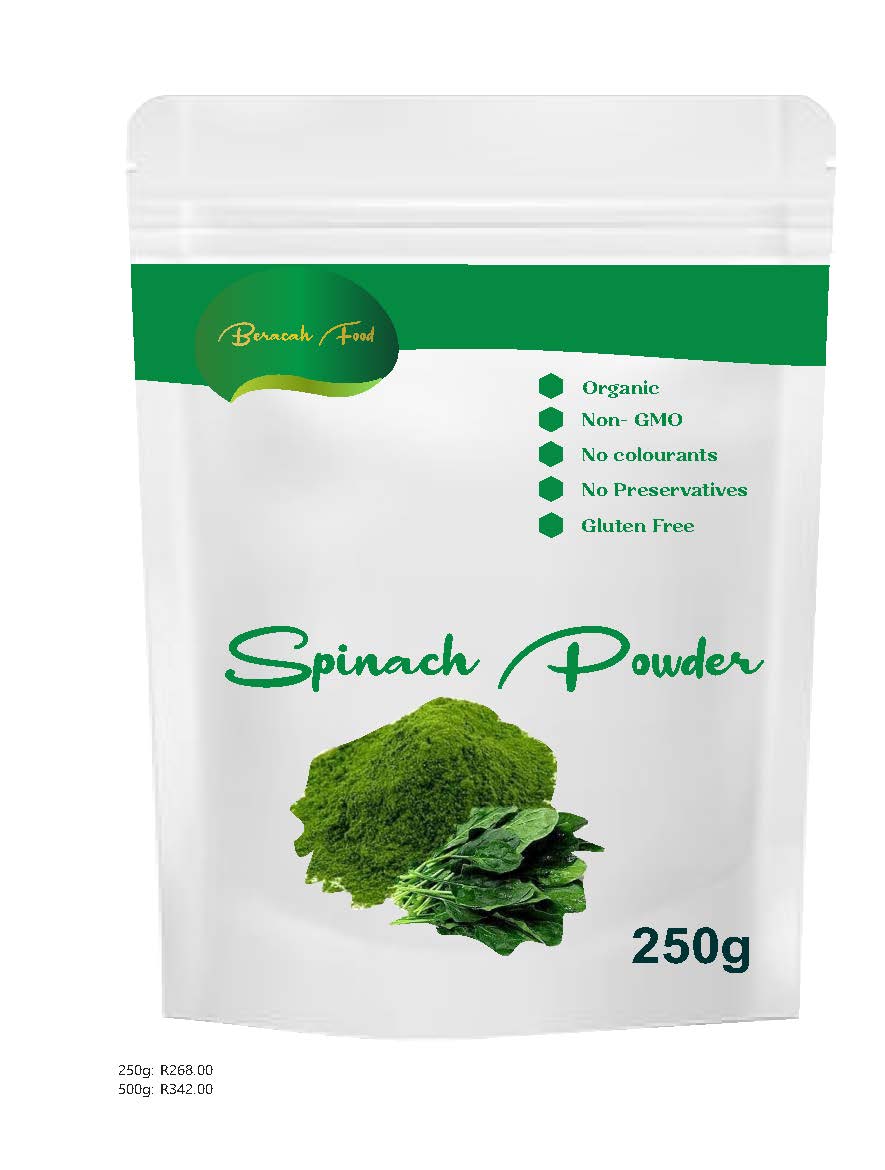 Beracah Food
Organic
Non- GMO
No colourants
No Preservatives
Gluten Free
Spinach Powder
250g
250g: R268.00
500g: R342.00